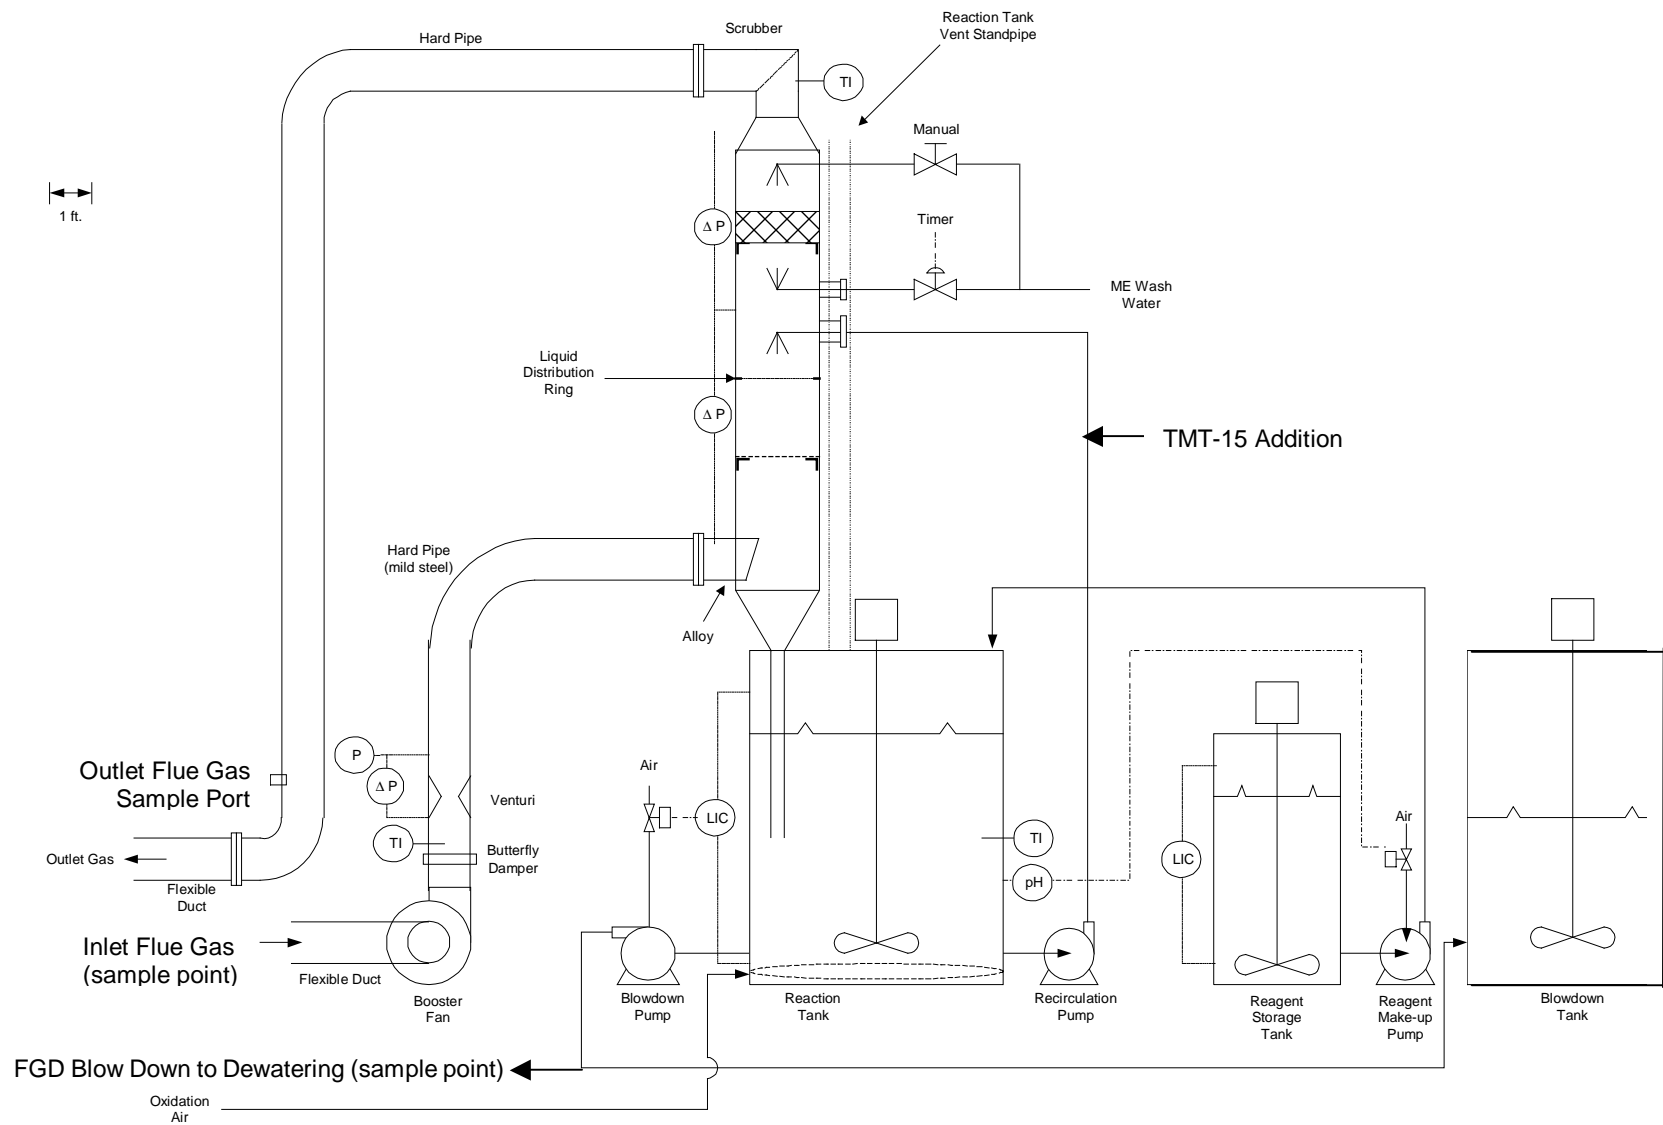 Reaction Tank
Vent Standpipe
Scrubber
Hard Pipe
TI
Manual
1 ft.
Δ P
Timer
ME Wash
Water
Liquid
Distribution
Ring
Δ P
TMT-15 Addition
Hard Pipe
(mild steel)
Alloy
P
Outlet Flue Gas
Sample Port
Δ P
Venturi
Air
LIC
TI
Air
TI
Butterfly
Damper
Outlet Gas
LIC
Flexible
Duct
pH
Inlet Flue Gas
(sample point)
Flexible Duct
Booster
Fan
Blowdown
Pump
Reaction
Tank
Recirculation
Pump
Reagent
Storage
Tank
Reagent
Make-up
Pump
Blowdown
Tank
FGD Blow Down to Dewatering (sample point)
Oxidation
Air